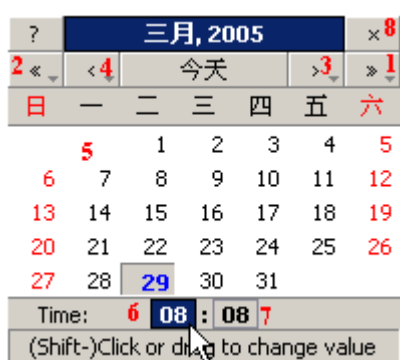 ? 三月, 2005 × 8
2 « ‹ 4 今天 › 3 » 1
日 一 二 三 四 五 六
5 1 2 3 4 5
6 7 8 9 10 11 12
13 14 15 16 17 18 19
20 21 22 23 24 25 26
27 28 29 30 31
Time: 6 08 : 08 7
(Shift-)Click or drag to change value